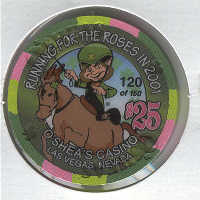 RUNNING FOR THE ROSES IN 2001
120
of 150
$25
O'SHEA'S CASINO
LAS VEGAS, NEVADA